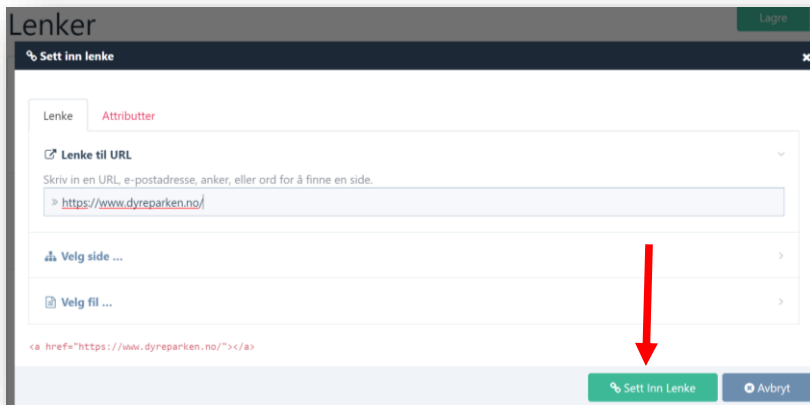 Lenker
Lagre
Sett inn lenke
Lenke
Attributter
Lenke til URL
Skriv in en URL, e-postadresse, anker, eller ord for å finne en side.
https://www.dyreparken.no/
Velg side ...
Velg fil ...
<a href="https://www.dyreparken.no/"></a>
Sett Inn Lenke
Avbryt